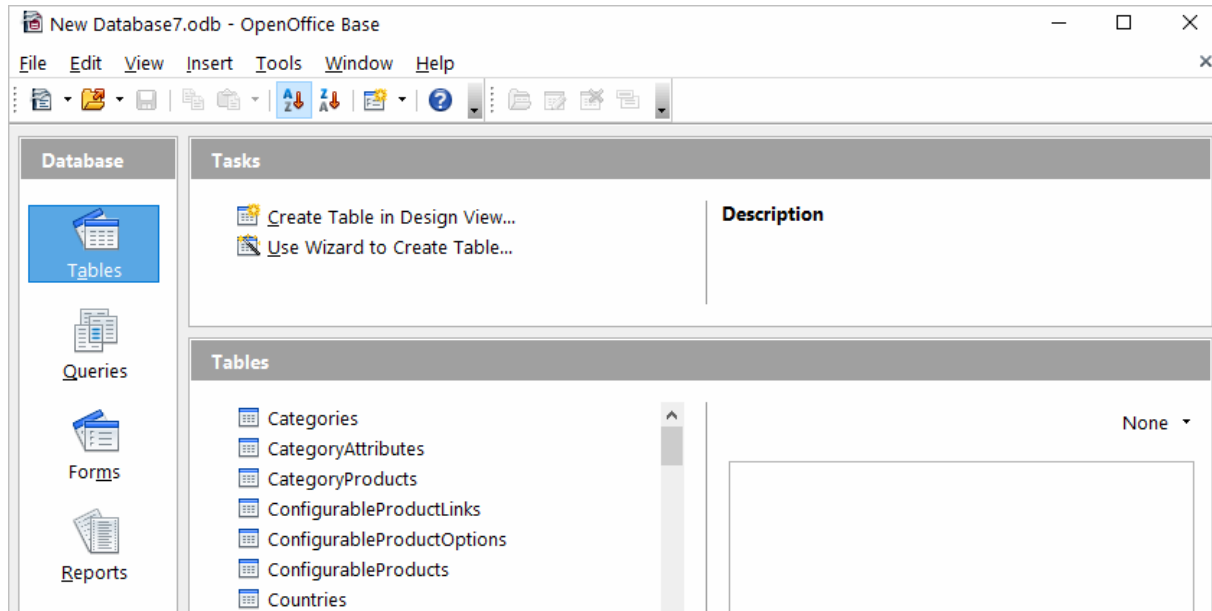 New Database7.odb - OpenOffice Base
File Edit View Insert Tools Window Help
Database
Tables
Queries
Forms
Reports
Tasks
Create Table in Design View...
Use Wizard to Create Table...
Description
Tables
Categories
CategoryAttributes
CategoryProducts
ConfigurableProductLinks
ConfigurableProductOptions
ConfigurableProducts
Countries
None